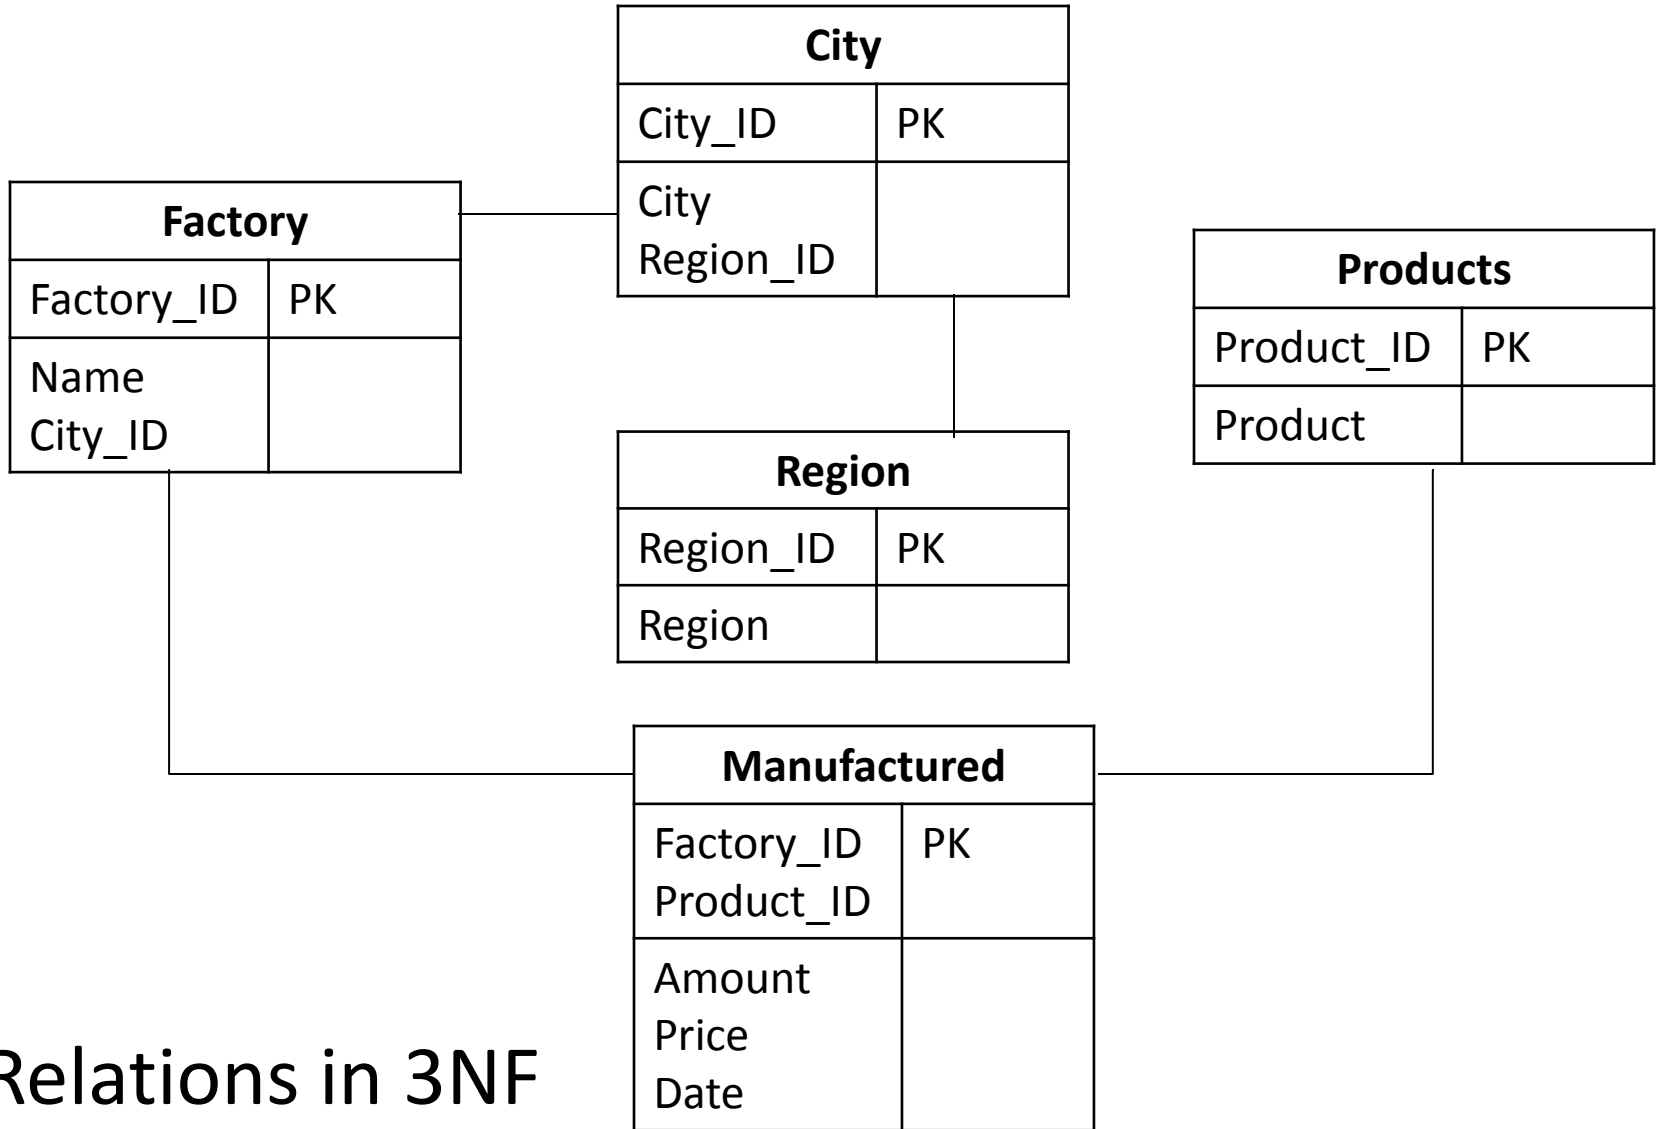 City
City_ID PK
City
Region_ID
Factory
Factory_ID PK
Name
City_ID
Products
Product_ID PK
Product
Region
Region_ID PK
Region
Manufactured
Factory_ID PK
Product_ID
Amount
Price
Date
Relations in 3NF